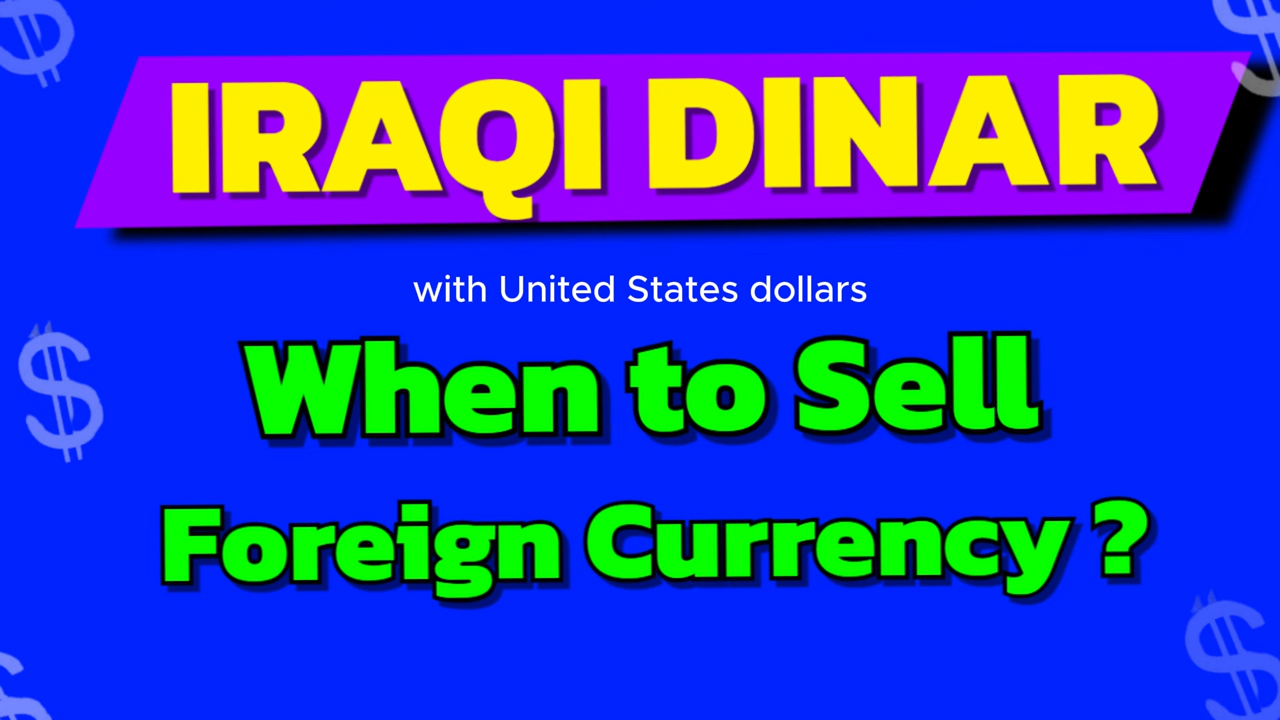 IRAQI DINAR
with United States dollars
When to Sell
Foreign Currency ?